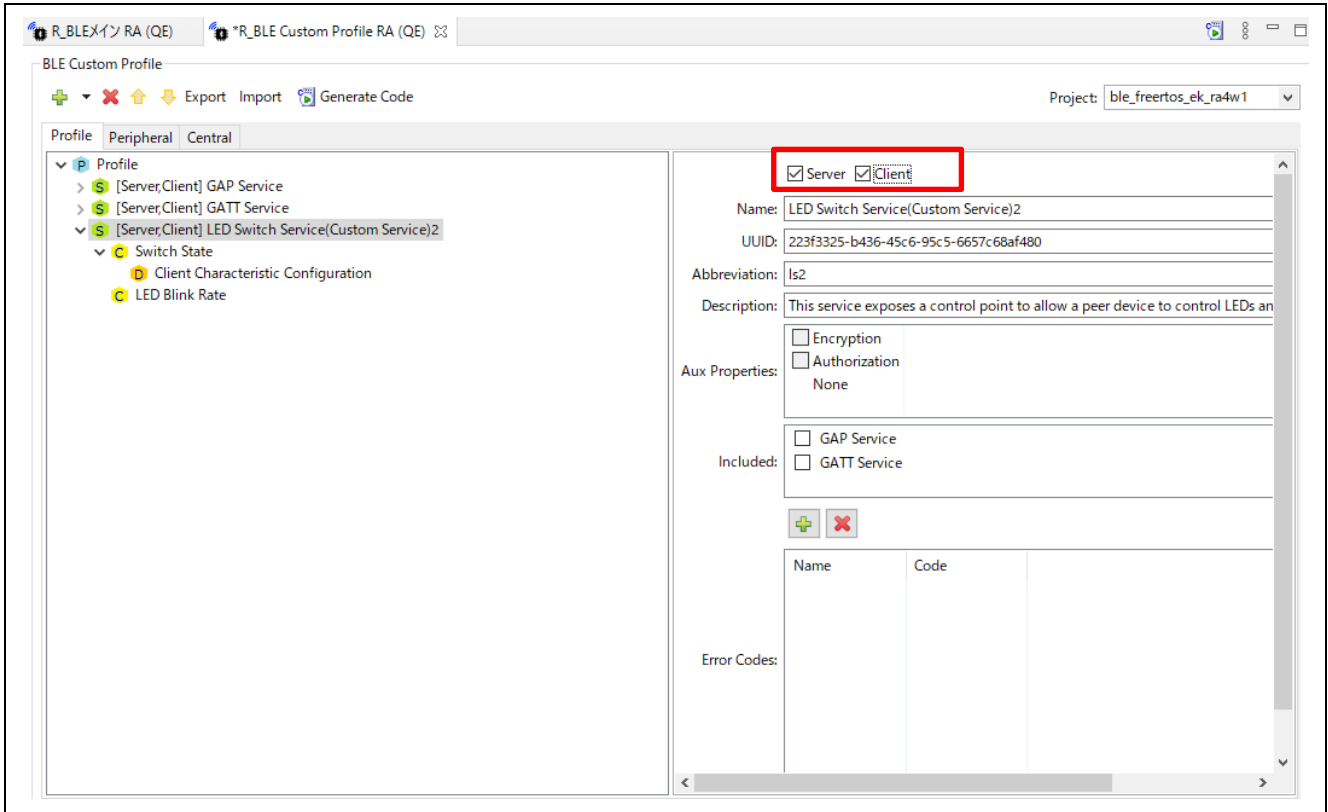 R_BLEメイン RA (QE) *R_BLE Custom Profile RA (QE)
BLE Custom Profile
Export Import Generate Code Project: ble_freertos_ek_ra4w1
Profile Peripheral Central
P Profile
S [Server,Client] GAP Service
S [Server,Client] GATT Service
S [Server,Client] LED Switch Service(Custom Service)2
C Switch State
D Client Characteristic Configuration
C LED Blink Rate
Server Client
Name: LED Switch Service(Custom Service)2
UUID: 223f3325-b436-45c6-95c5-6657c68af480
Abbreviation: ls2
Description: This service exposes a control point to allow a peer device to control LEDs an
Aux Properties:
Encryption
Authorization
None
Included:
GAP Service
GATT Service
Name Code
Error Codes: